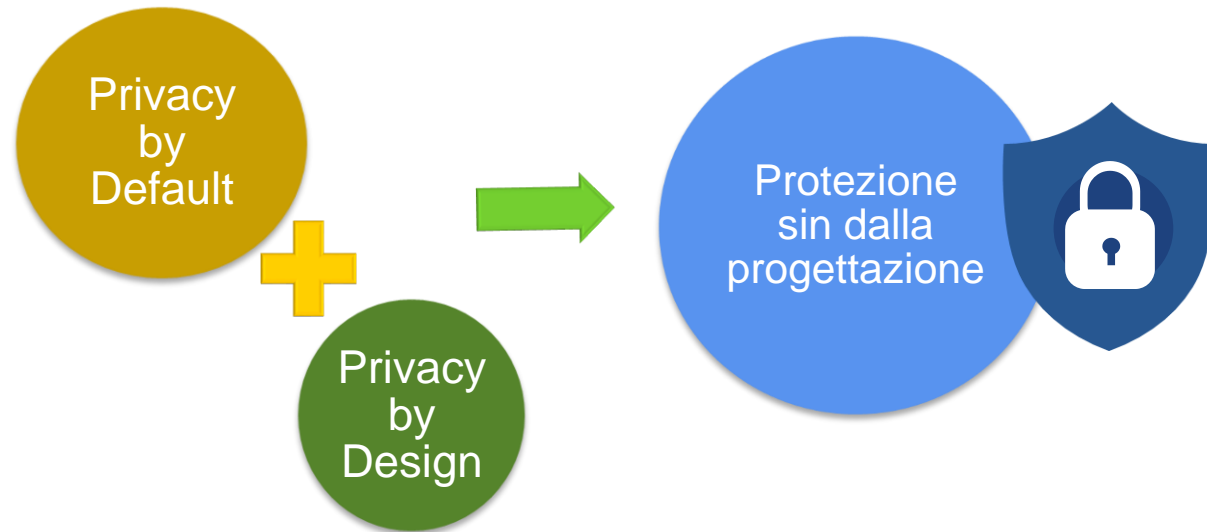 Privacy
by
Default
Privacy
by
Design
Protezione
sin dalla
progettazione